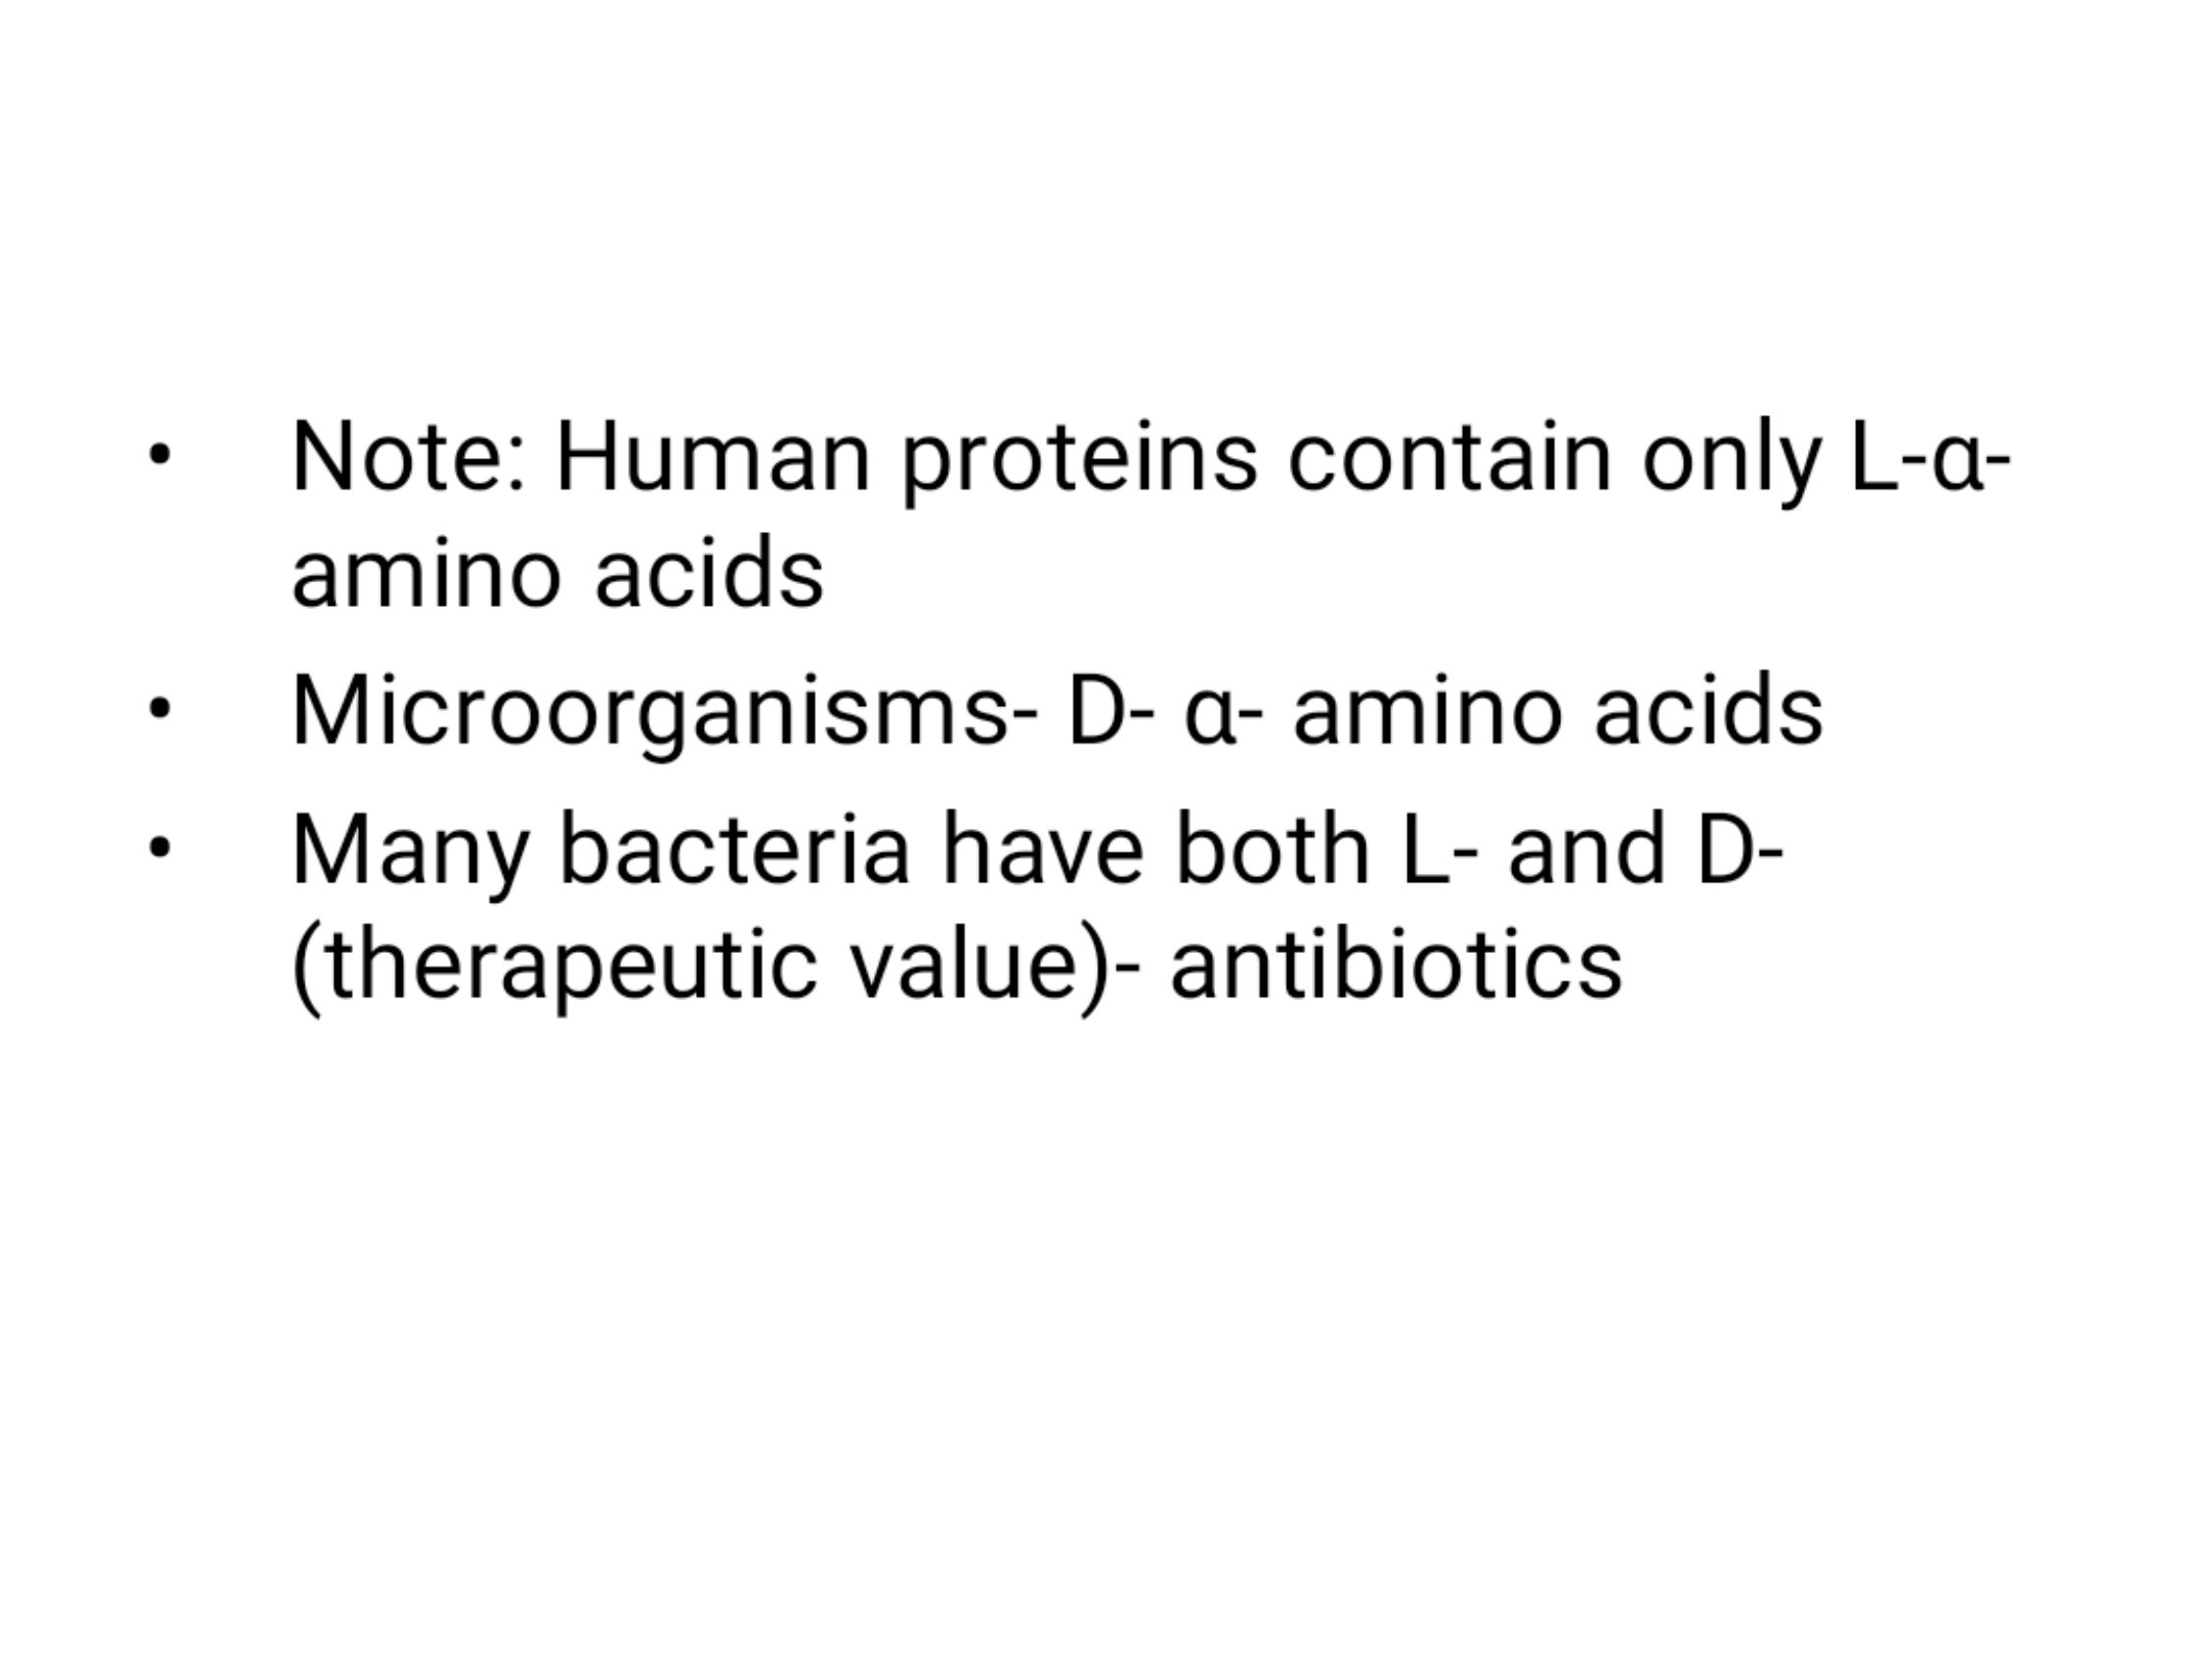 • Note: Human proteins contain only L-α-
amino acids
• Microorganisms- D- α- amino acids
• Many bacteria have both L- and D-
(therapeutic value)- antibiotics